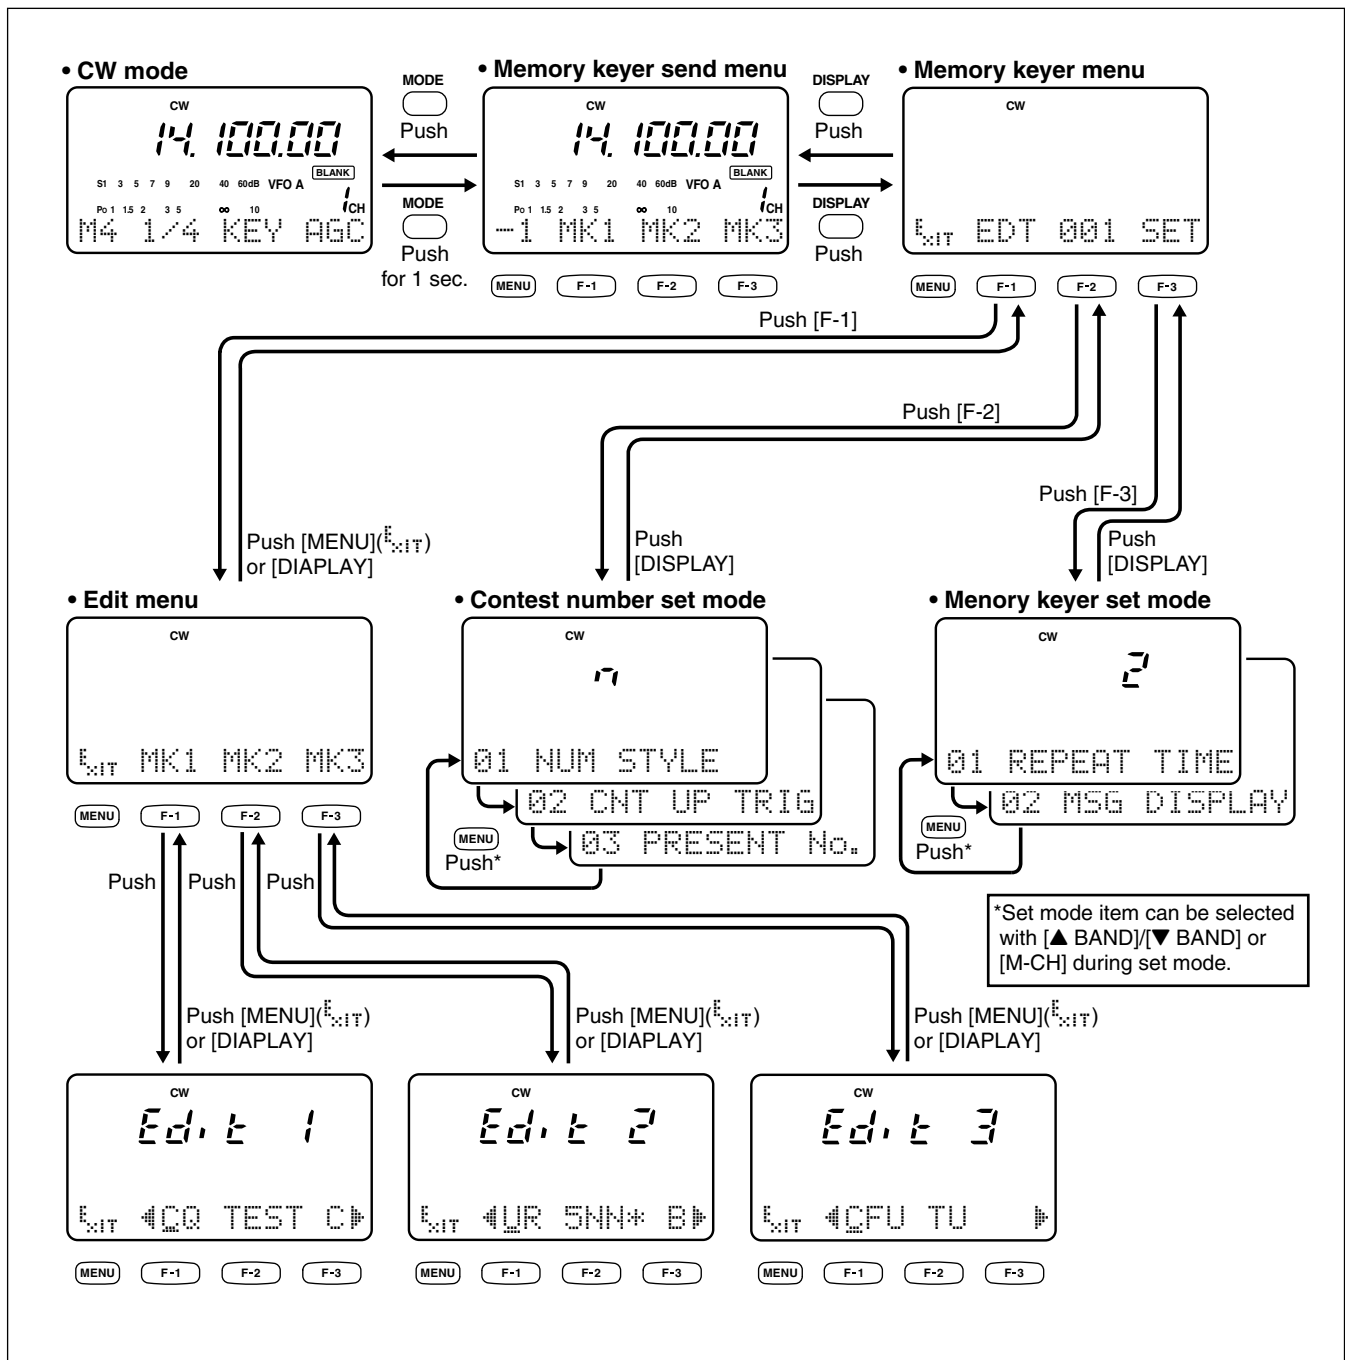 • CW mode
MODE
Push
• Memory keyer send menu
DISPLAY
Push
• Memory keyer menu
CW
14.100.00
BLANK
S1 3 5 7 9 20 40 60dB VFO A
1CH
Po 1 1.5 2 3 5 ∞ 10
M4 1/4 KEY AGC
MODE
Push
for 1 sec.
CW
14.100.00
BLANK
S1 3 5 7 9 20 40 60dB VFO A
1CH
Po 1 1.5 2 3 5 ∞ 10
-1 MK1 MK2 MK3
DISPLAY
Push
CW
EXIT EDT 001 SET
MENU F-1 F-2 F-3
MENU F-1 F-2 F-3
Push [F-1]
Push [F-2]
Push [F-3]
Push [MENU](EXIT)
or [DIAPLAY]
Push
[DISPLAY]
Push
[DISPLAY]
• Edit menu
• Contest number set mode
• Menory keyer set mode
CW
EXIT MK1 MK2 MK3
MENU F-1 F-2 F-3
CW
n
01 NUM STYLE
02 CNT UP TRIG
03 PRESENT No.
MENU
Push*
CW
2
01 REPEAT TIME
02 MSG DISPLAY
MENU
Push*
Push Push Push
*Set mode item can be selected
with [▲ BAND]/[▼ BAND] or
[M-CH] during set mode.
Push [MENU](EXIT)
or [DIAPLAY]
Push [MENU](EXIT)
or [DIAPLAY]
Push [MENU](EXIT)
or [DIAPLAY]
CW
Edit 1
EXIT ◀CQ TEST C▶
MENU F-1 F-2 F-3
CW
Edit 2
EXIT ◀UR 5NN* B▶
MENU F-1 F-2 F-3
CW
Edit 3
EXIT ◀CFU TU ▶
MENU F-1 F-2 F-3